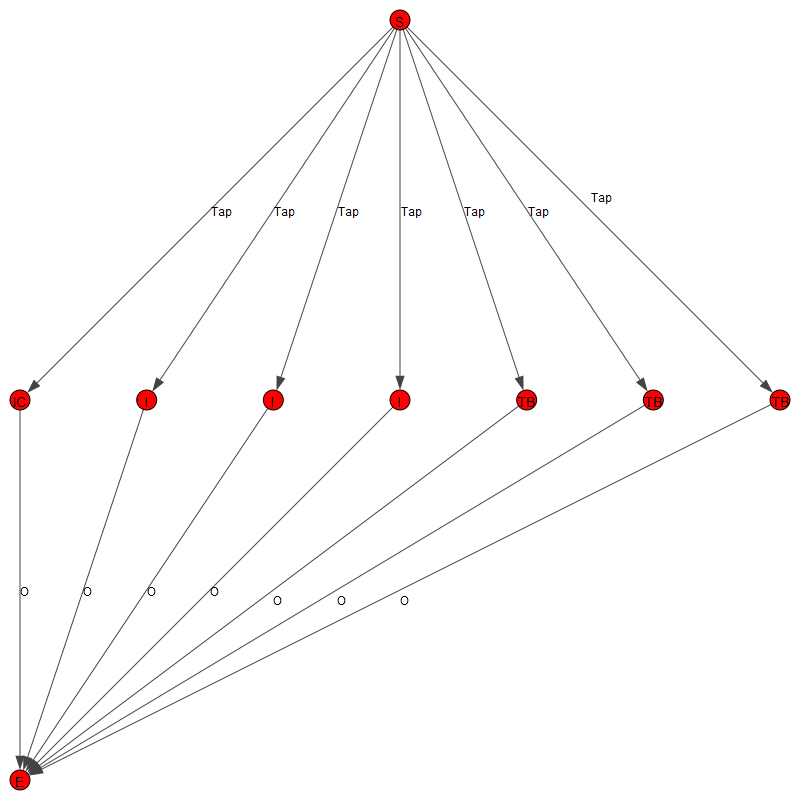 S
Tap
Tap Tap Tap Tap Tap Tap
IC I I I TB TB TB
O O O O
O O O
E